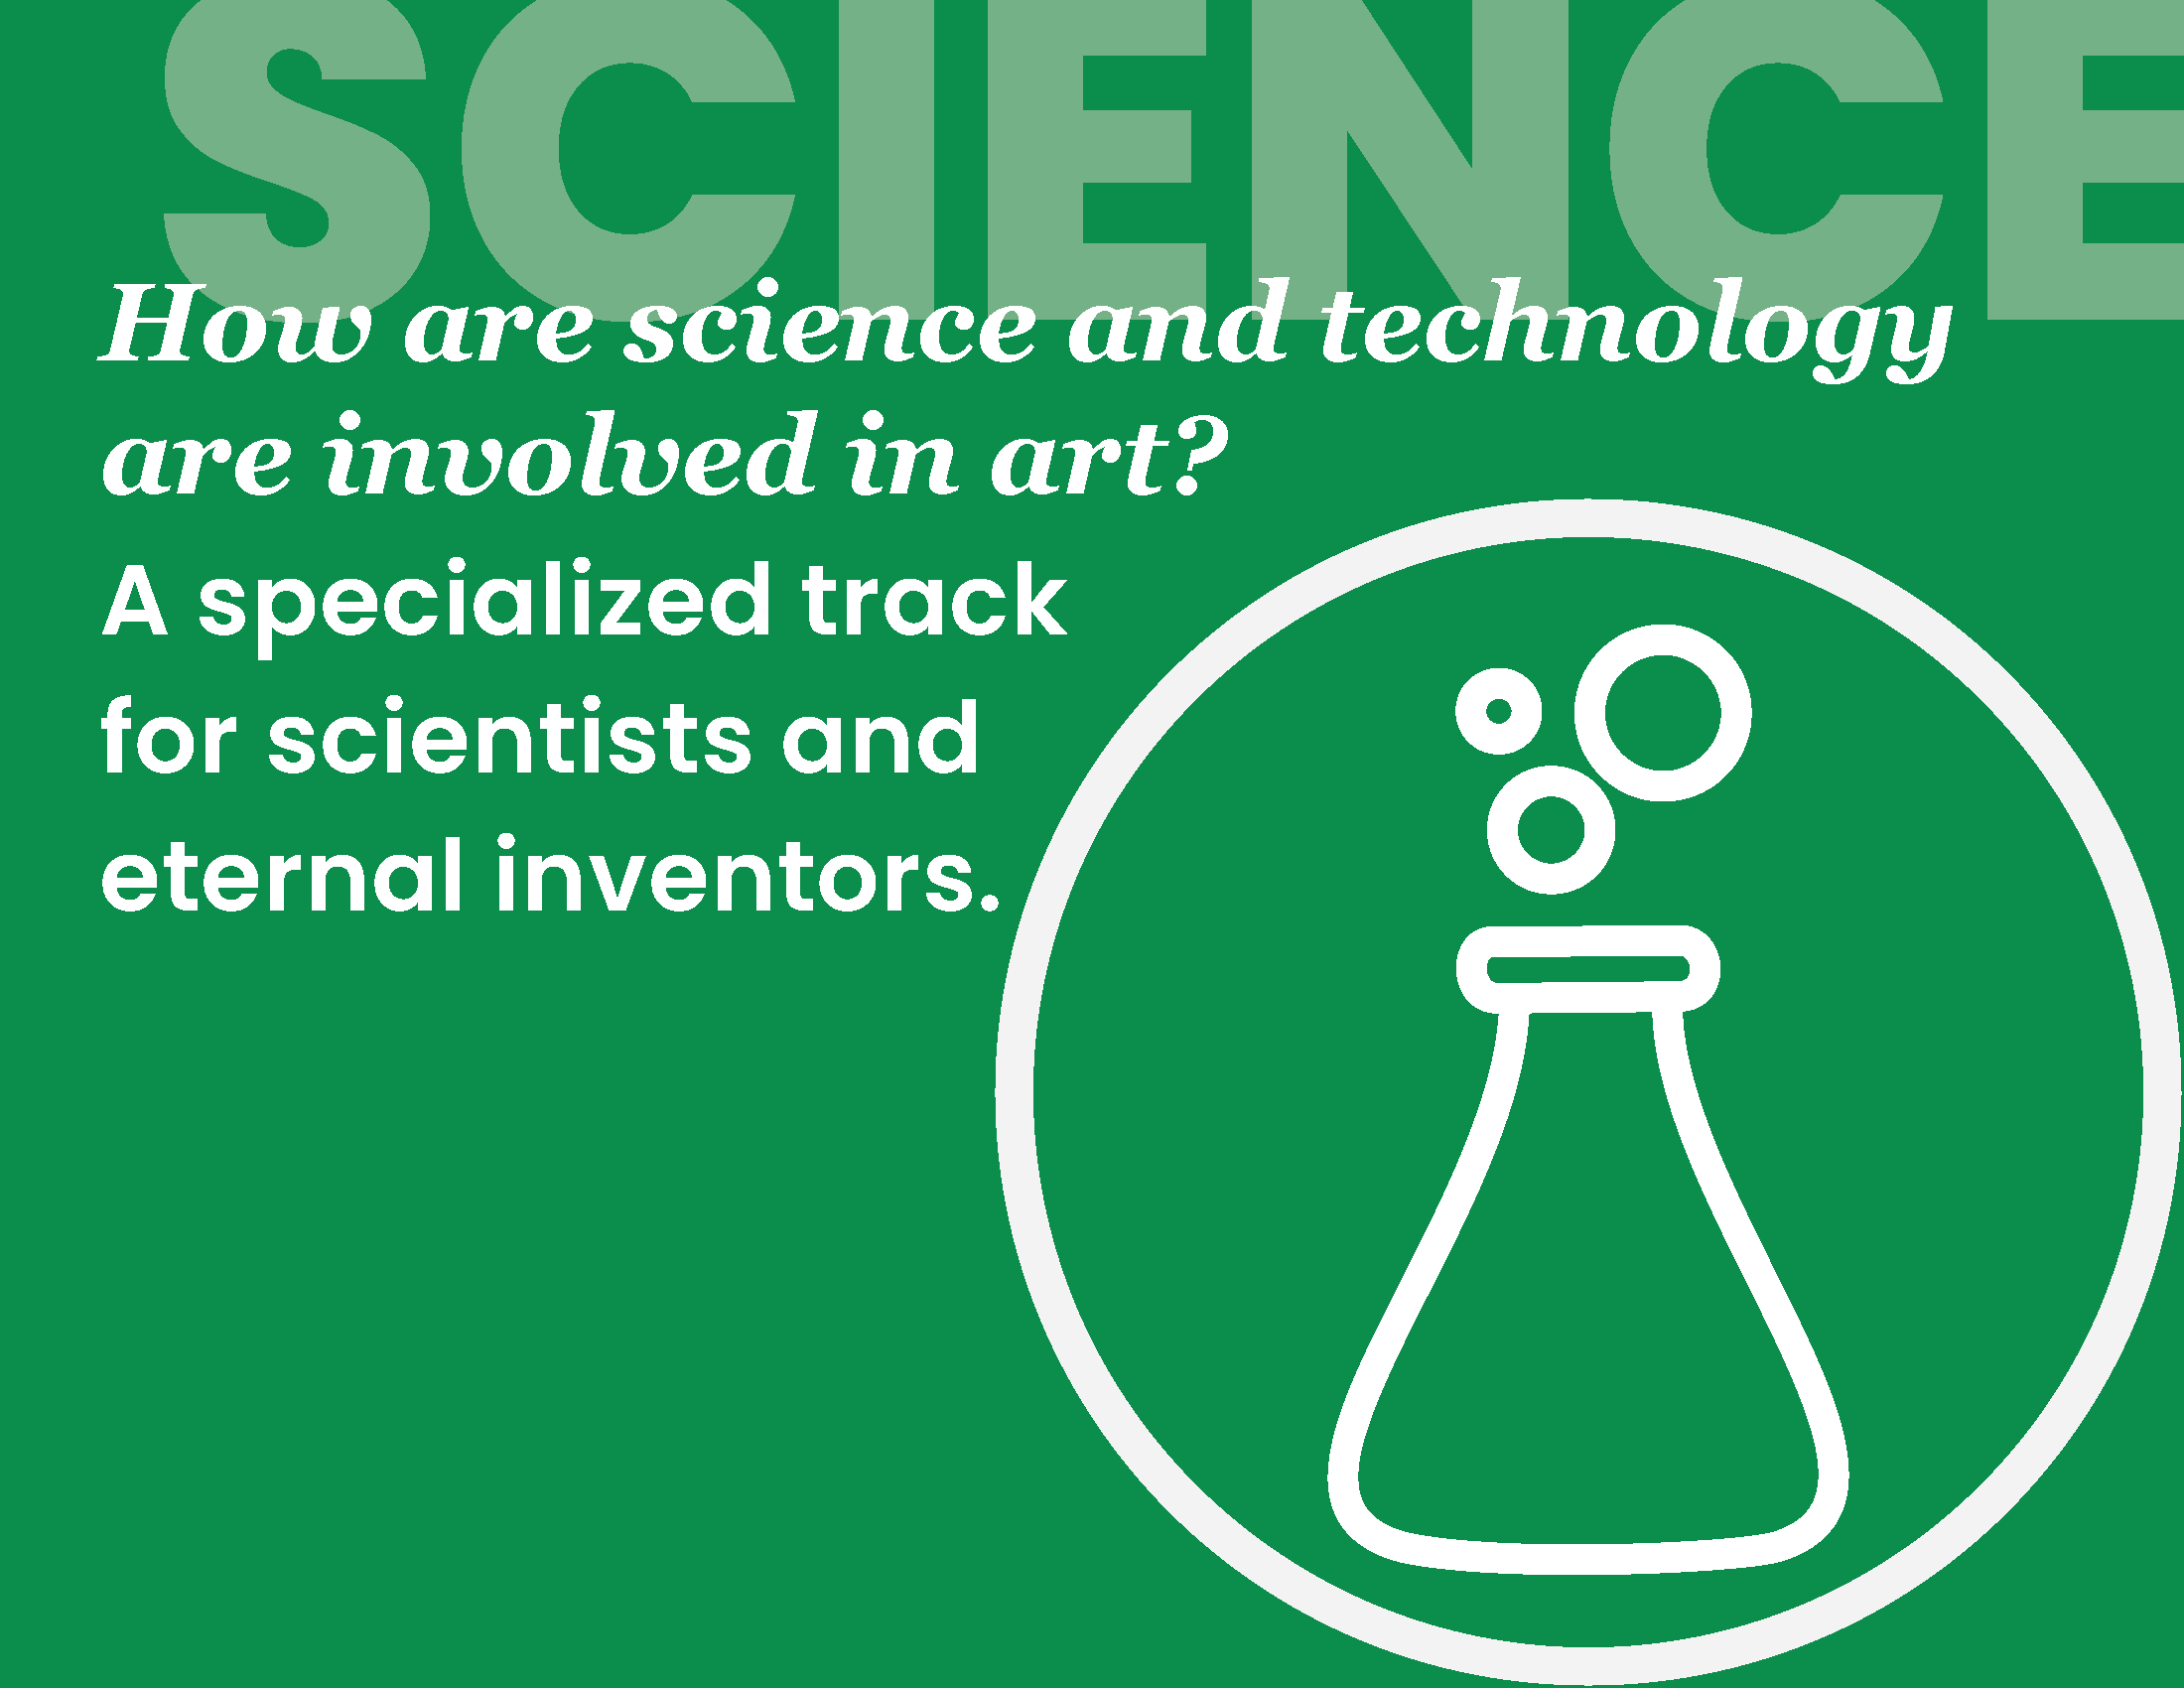 SCIENCE
How are science and technology
are involved in art?
A specialized track
for scientists and
eternal inventors.